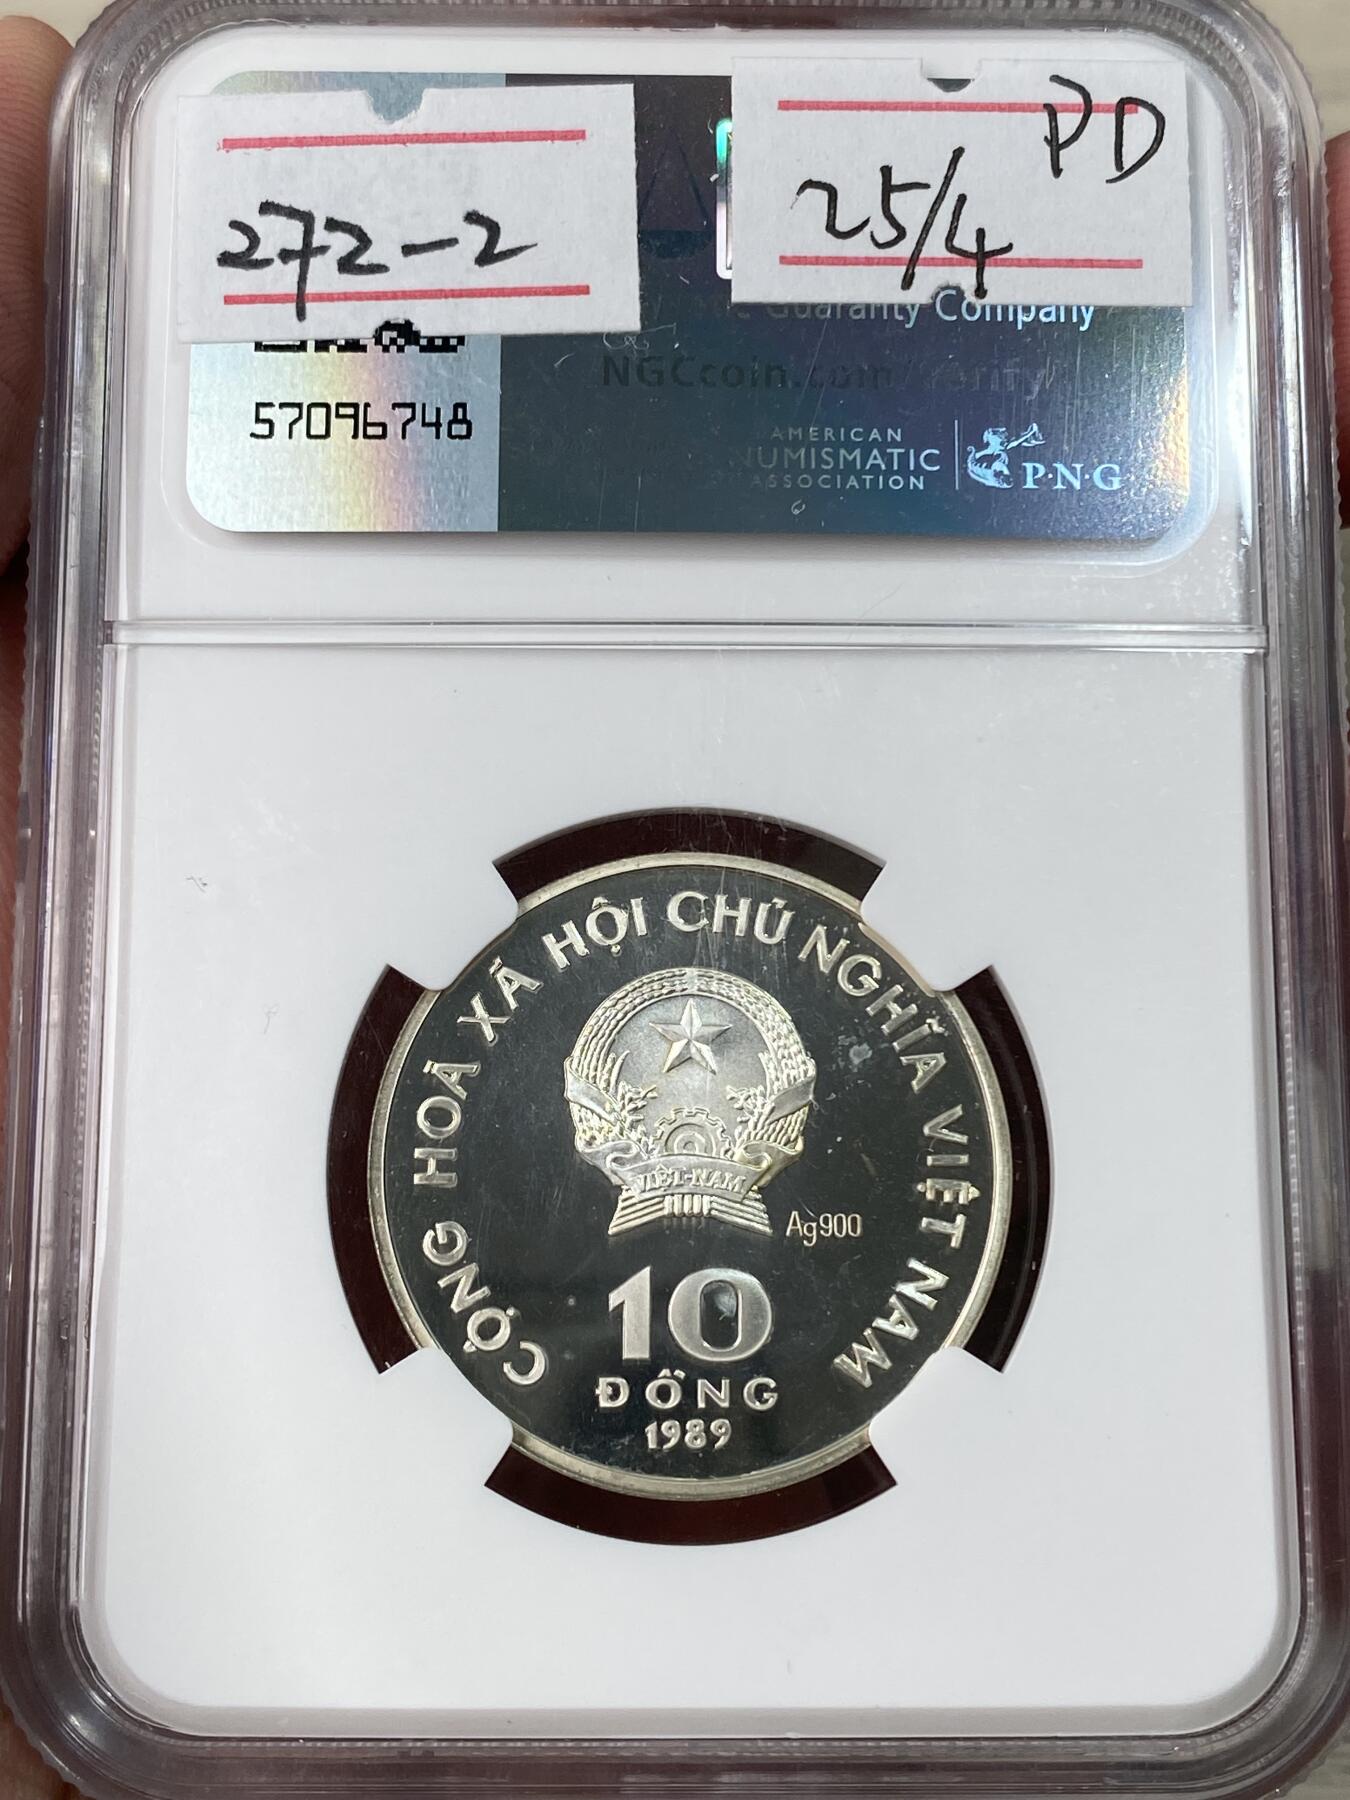 272-2
PD
25/4
Guaranty Company
NGCcoin.com/verify
57096748
AMERICAN
NUMISMATIC
ASSOCIATION
P·N·G
CỘNG HOÀ XÃ HỘI CHỦ NGHĨA VIỆT NAM
VIỆT-NAM
Ag900
10
ĐỒNG
1989